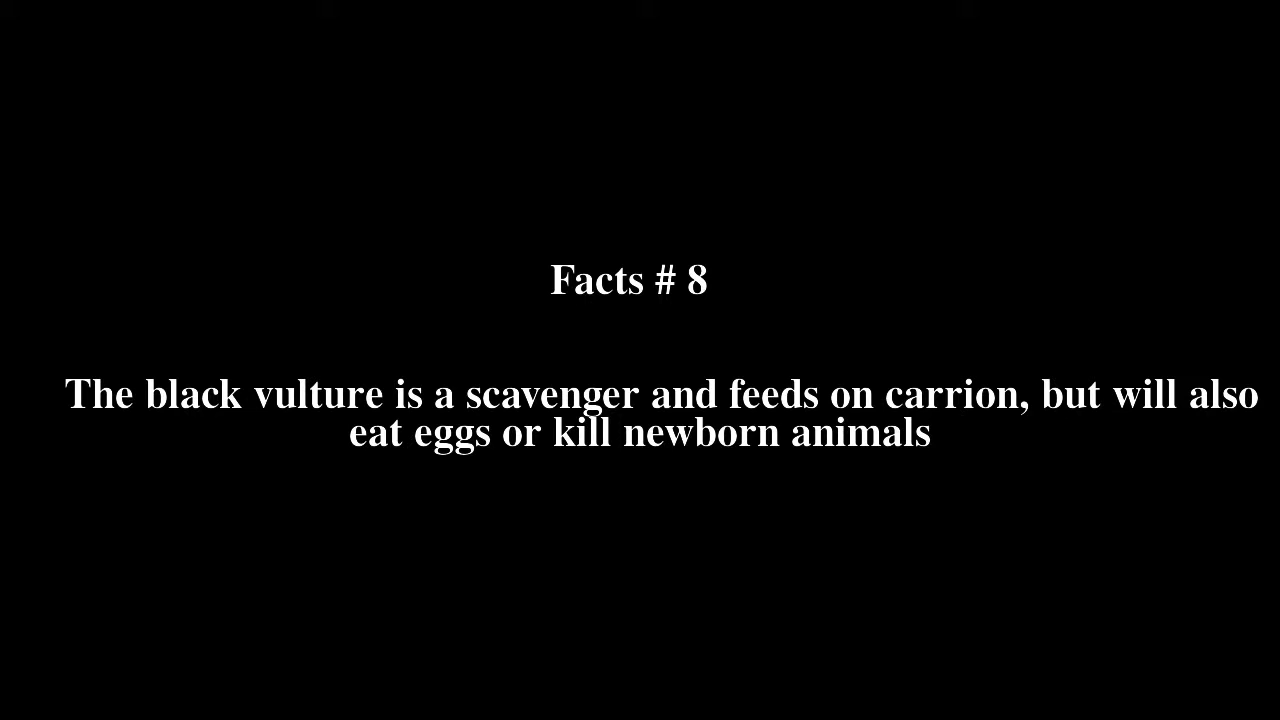 Facts # 8
The black vulture is a scavenger and feeds on carrion, but will also
eat eggs or kill newborn animals